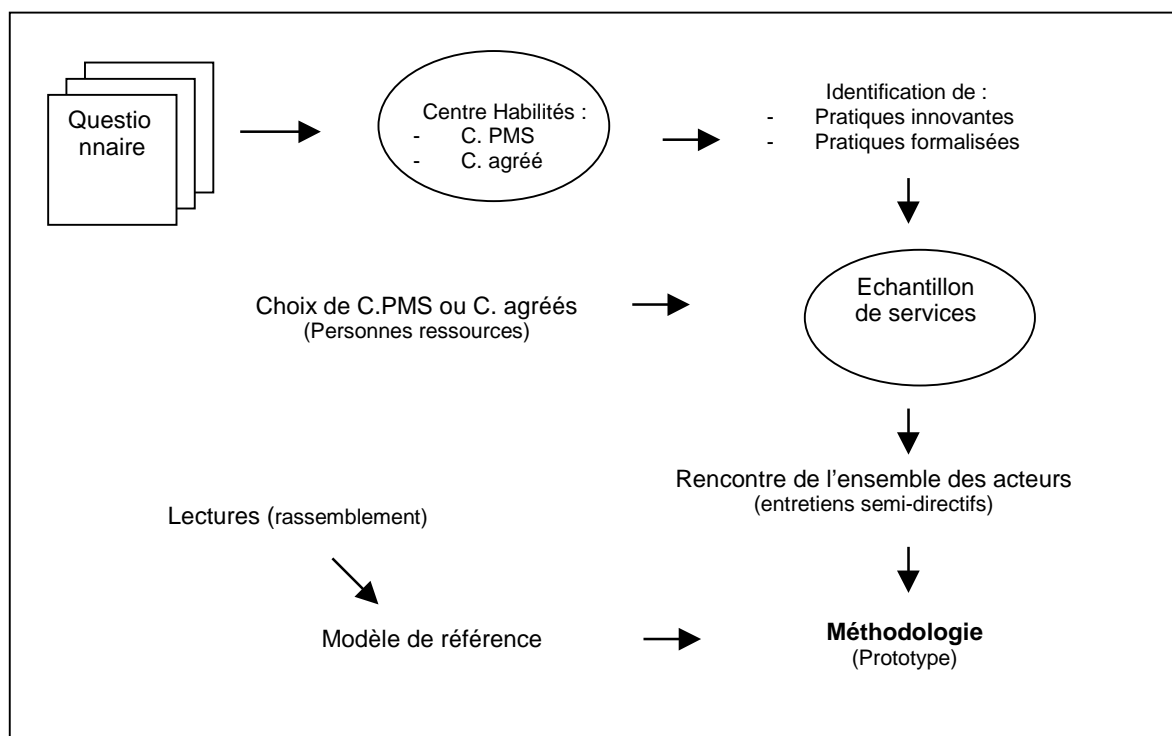 Questio
nnaire
Centre Habilités :
- C. PMS
- C. agréé
Identification de :
- Pratiques innovantes
- Pratiques formalisées
Choix de C.PMS ou C. agréés
(Personnes ressources)
Echantillon
de services
Rencontre de l’ensemble des acteurs
(entretiens semi-directifs)
Lectures (rassemblement)
Modèle de référence
Méthodologie
(Prototype)